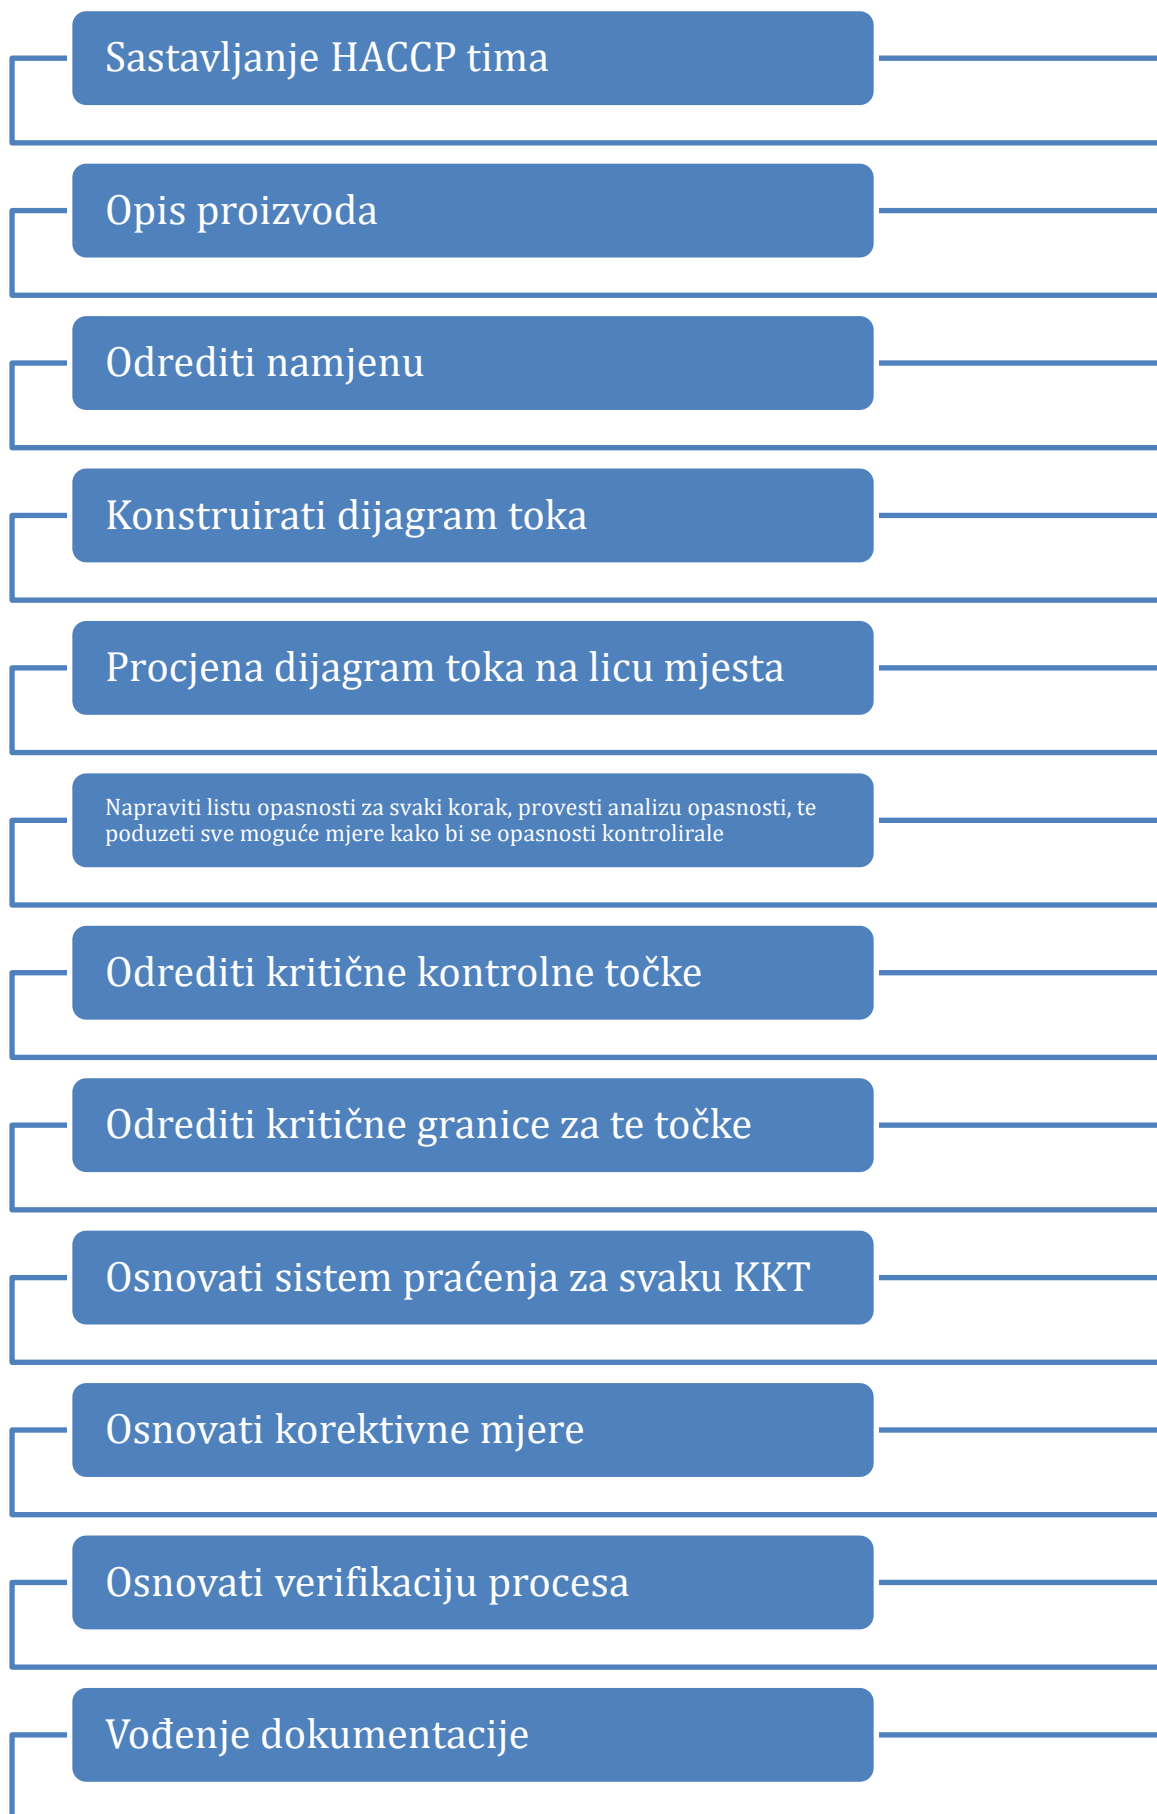 Sastavljanje HACCP tima
Opis proizvoda
Odrediti namjenu
Konstruirati dijagram toka
Procjena dijagram toka na licu mjesta
Napraviti listu opasnosti za svaki korak, provesti analizu opasnosti, te
poduzeti sve moguće mjere kako bi se opasnosti kontrolirale
Odrediti kritične kontrolne točke
Odrediti kritične granice za te točke
Osnovati sistem praćenja za svaku KKT
Osnovati korektivne mjere
Osnovati verifikaciju procesa
Vođenje dokumentacije